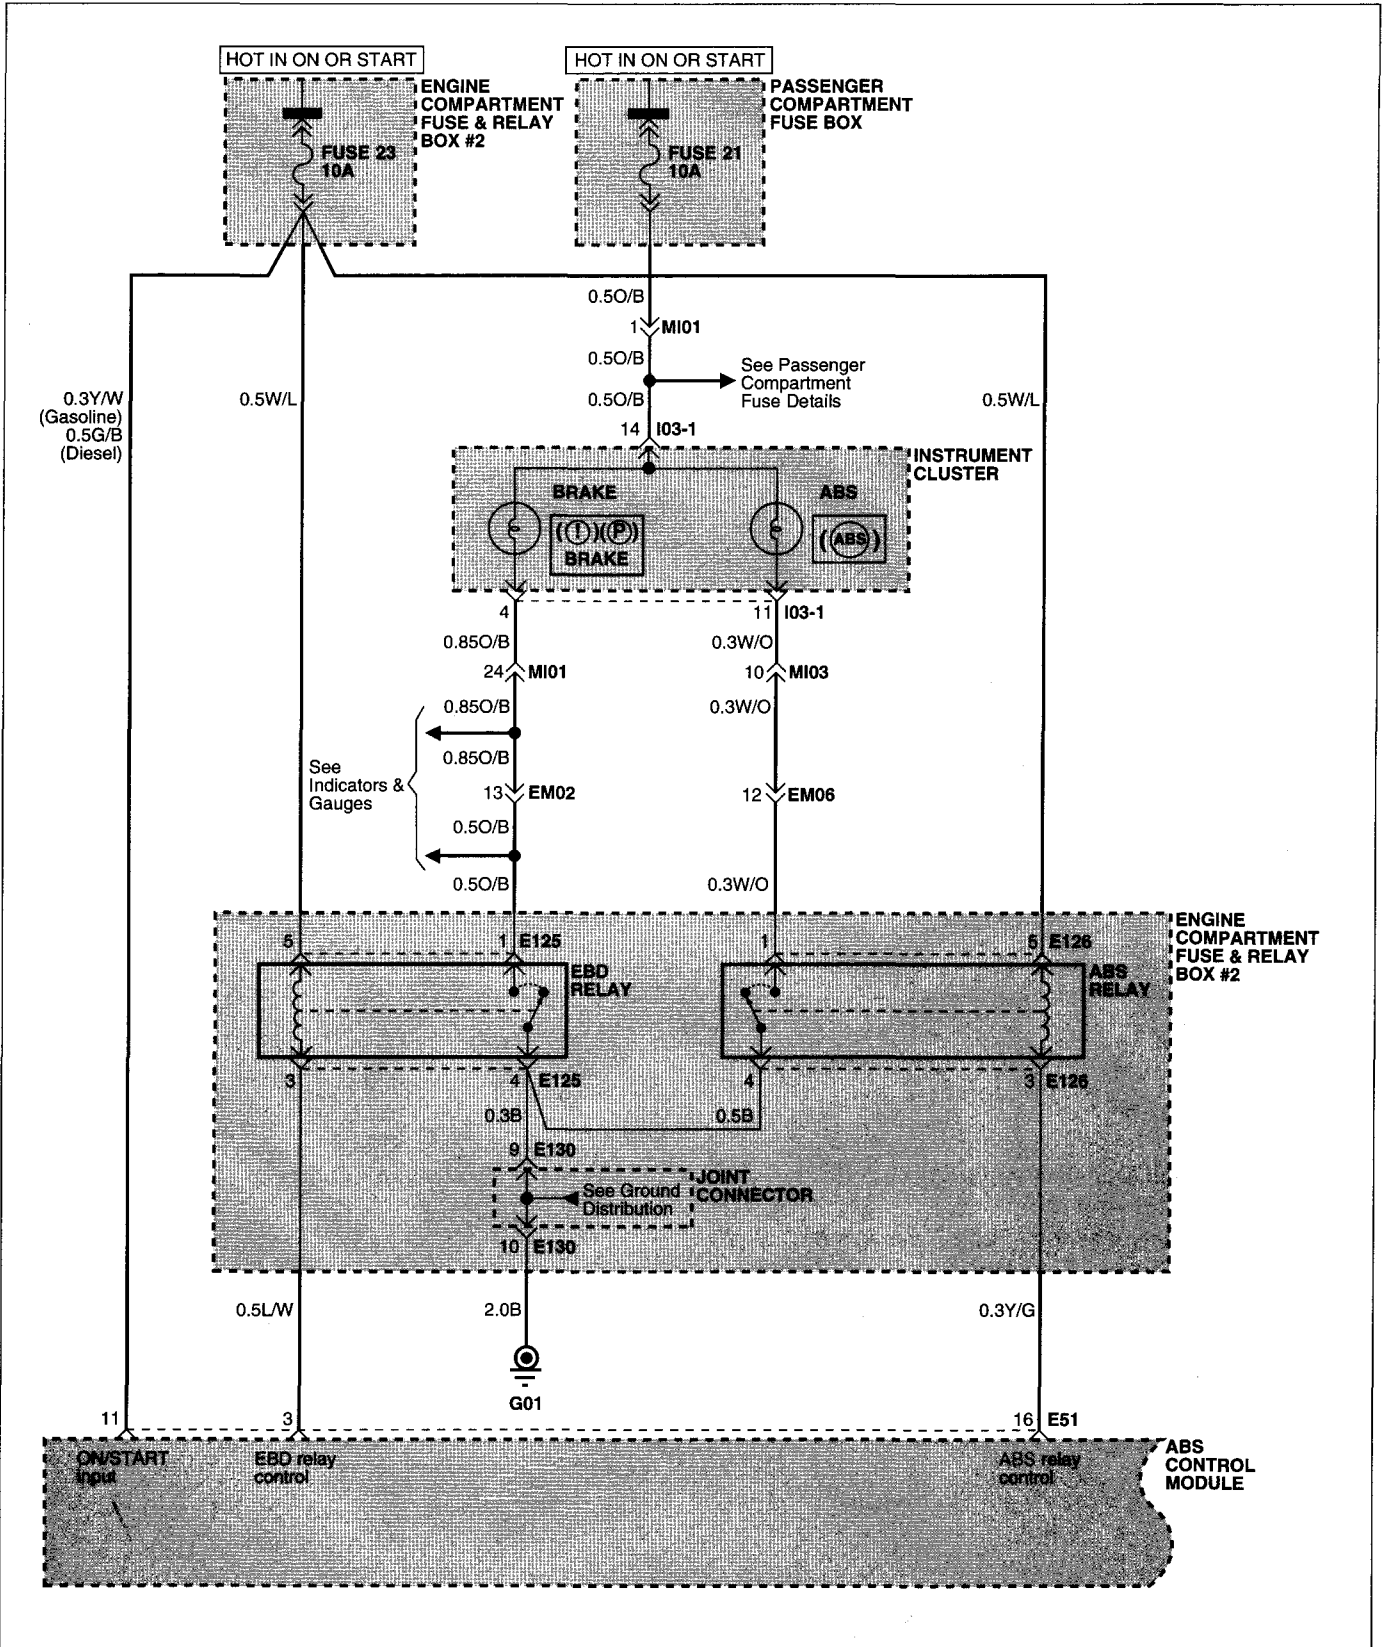 HOT IN ON OR START
HOT IN ON OR START
ENGINE
COMPARTMENT
FUSE & RELAY
BOX #2
FUSE 23
10A
PASSENGER
COMPARTMENT
FUSE BOX
FUSE 21
10A
0.5O/B
1 MI01
0.5O/B
See Passenger
Compartment
Fuse Details
0.5O/B
0.3Y/W
(Gasoline)
0.5G/B
(Diesel)
0.5W/L
0.5W/L
14 I03-1
INSTRUMENT
CLUSTER
BRAKE
(!)(P)
BRAKE
ABS
(ABS)
4
11 I03-1
0.85O/B
0.3W/O
24 MI01
10 MI03
0.85O/B
0.3W/O
0.85O/B
See
Indicators &
Gauges
13 EM02
12 EM06
0.5O/B
0.5O/B
0.3W/O
ENGINE
COMPARTMENT
FUSE & RELAY
BOX #2
5
1 E125
1
5 E126
EBD
RELAY
ABS
RELAY
3
4 E125
4
3 E126
0.3B
0.5B
9 E130
JOINT
CONNECTOR
See Ground
Distribution
10 E130
0.5L/W
2.0B
0.3Y/G
G01
11
3
16 E51
ON/START
input
EBD relay
control
ABS relay
control
ABS
CONTROL
MODULE